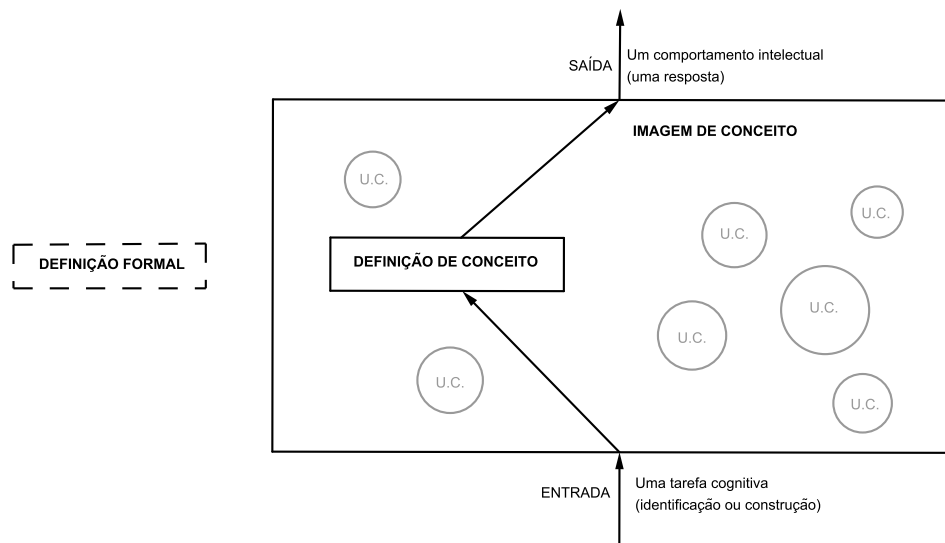 SAÍDA
Um comportamento intelectual
(uma resposta)
IMAGEM DE CONCEITO
U.C.
U.C.
U.C.
DEFINIÇÃO FORMAL
DEFINIÇÃO DE CONCEITO
U.C.
U.C.
U.C.
U.C.
ENTRADA
Uma tarefa cognitiva
(identificação ou construção)